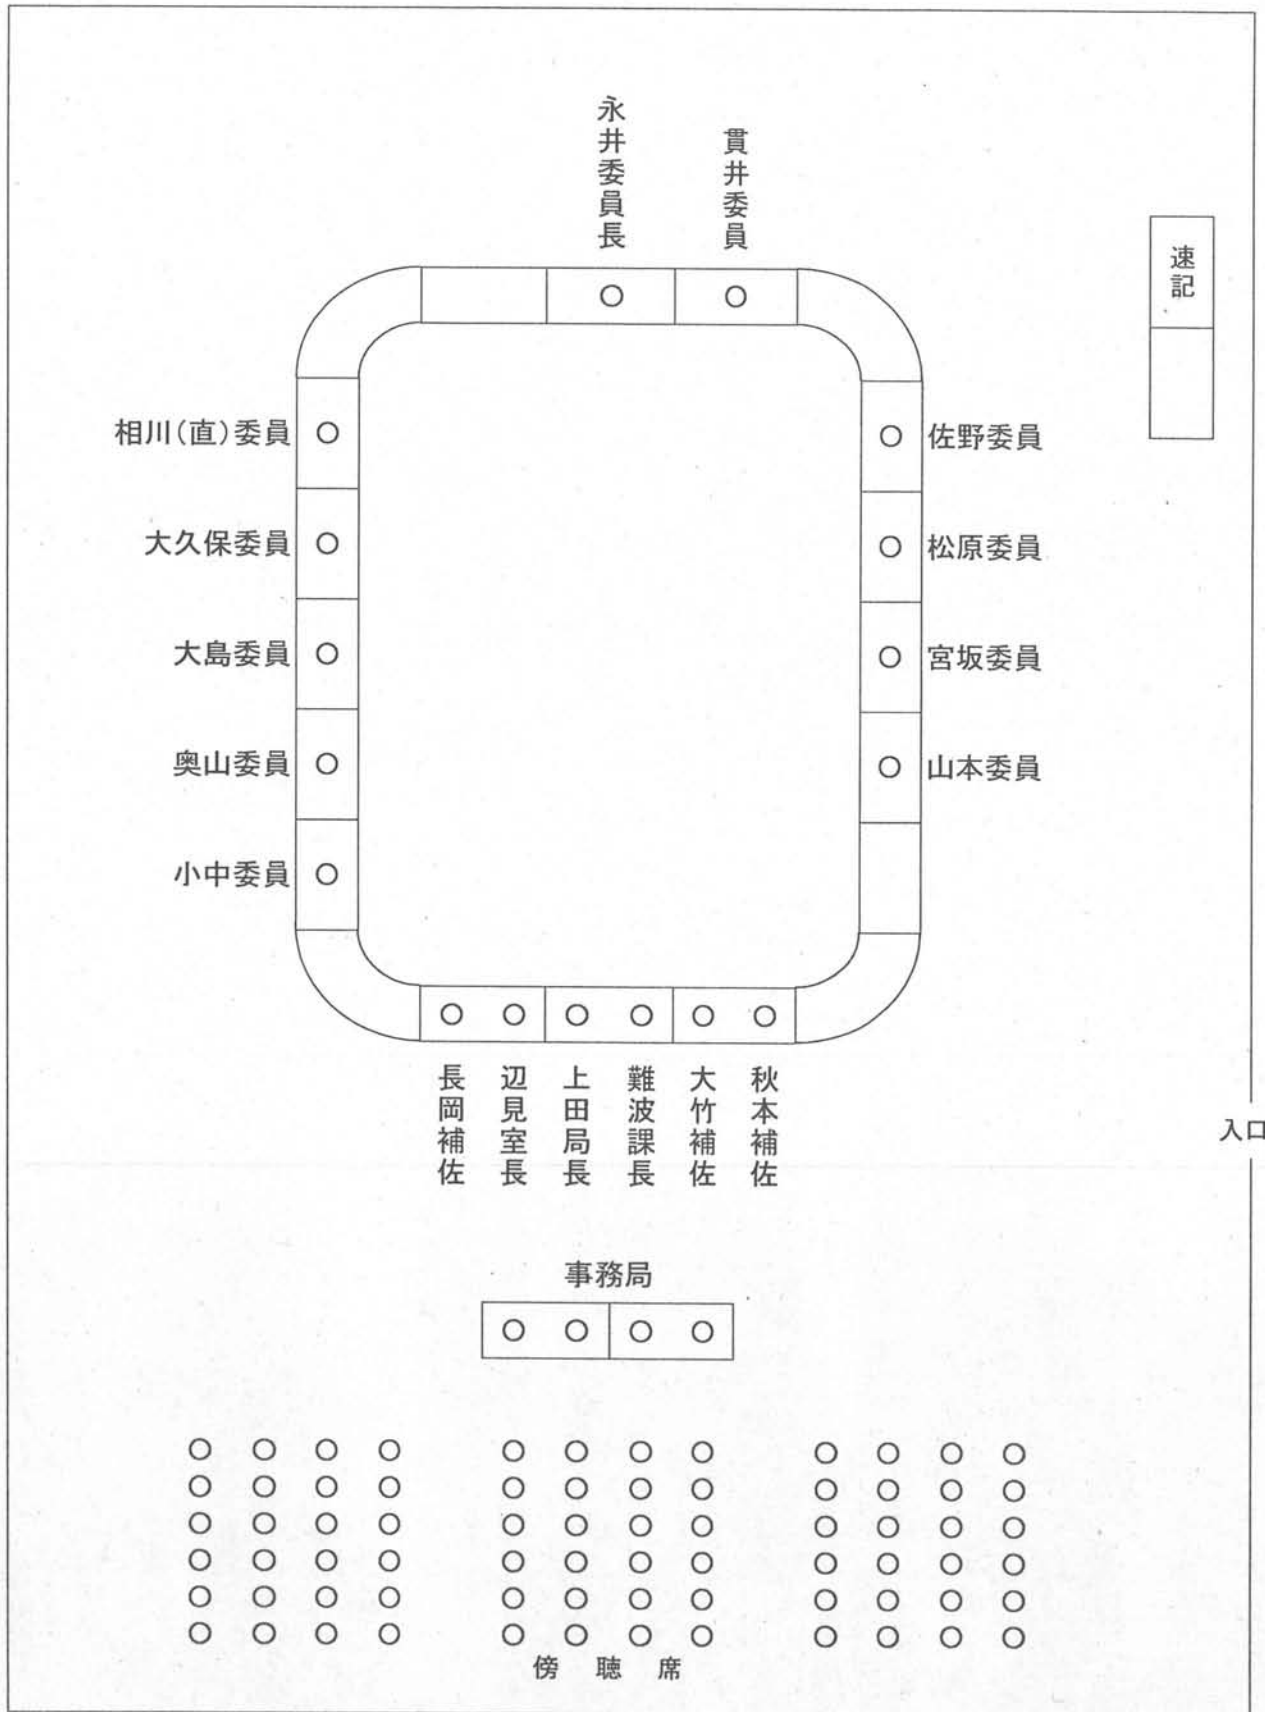 永井委員長
貫井委員
速記
相川（直）委員
佐野委員
大久保委員
松原委員
大島委員
宮坂委員
奥山委員
山本委員
小中委員
長岡補佐
辺見室長
上田局長
難波課長
大竹補佐
秋本補佐
入口
事務局
傍聴席